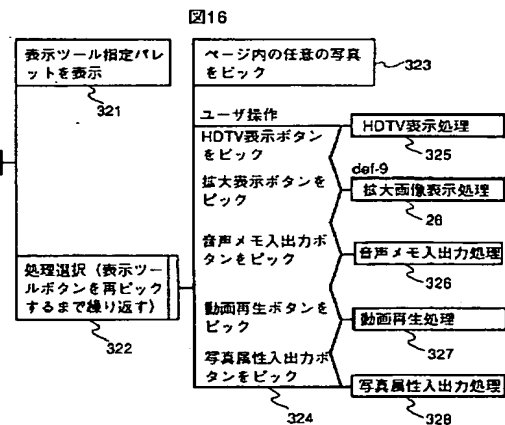 図16
表示ツール指定パレ
ットを表示
321
処理選択（表示ツー
ルボタンを再ピック
するまで繰り返す）
322
ページ内の任意の写真
をピック
323
ユーザ操作
HDTV表示ボタン
をピック
拡大表示ボタンを
ピック
音声メモ入出力ボ
タンをピック
動画再生ボタンを
ピック
写真属性入出力ボ
タンをピック
324
HDTV表示処理
325
def-9
拡大画像表示処理
26
音声メモ入出力処理
326
動画再生処理
327
写真属性入出力処理
328